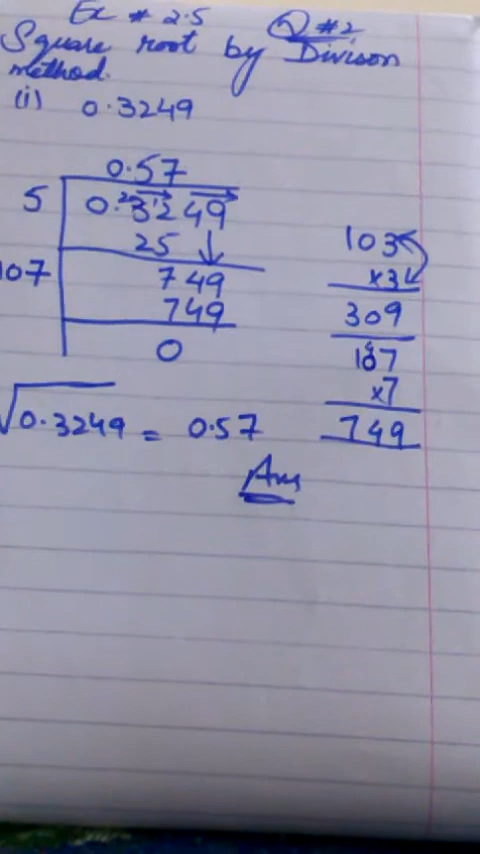 Ex # 2.5 Q #2
Square root by Divison
method.
(i) 0.3249
0.57
5 0.3249
25
107 749
749
0
103
x3
309
107
x7
749
√0.3249 = 0.57
Ans